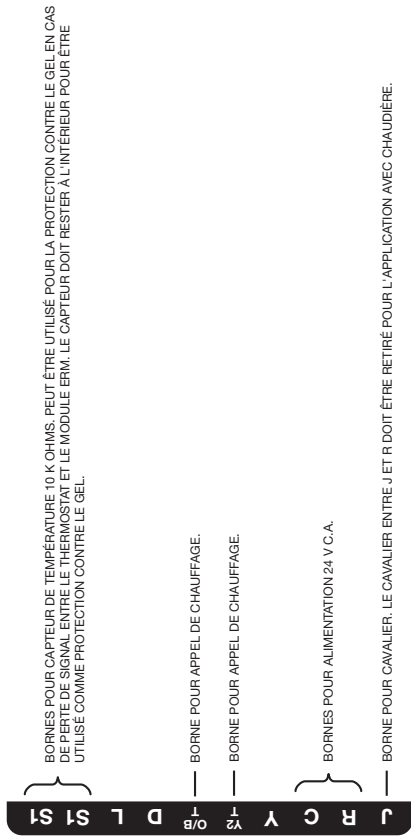 S1
S1
BORNES POUR CAPTEUR DE TEMPÉRATURE 10 K OHMS. PEUT ÊTRE UTILISÉ POUR LA PROTECTION CONTRE LE GEL EN CAS
DE PERTE DE SIGNAL ENTRE LE THERMOSTAT ET LE MODULE ERM. LE CAPTEUR DOIT RESTER À L'INTÉRIEUR POUR ÊTRE
UTILISÉ COMME PROTECTION CONTRE LE GEL.
L
D
O/B
T
BORNE POUR APPEL DE CHAUFFAGE.
Y2
T
BORNE POUR APPEL DE CHAUFFAGE.
Y
C
R
BORNES POUR ALIMENTATION 24 V C.A.
J
BORNE POUR CAVALIER. LE CAVALIER ENTRE J ET R DOIT ÊTRE RETIRÉ POUR L'APPLICATION AVEC CHAUDIÈRE.